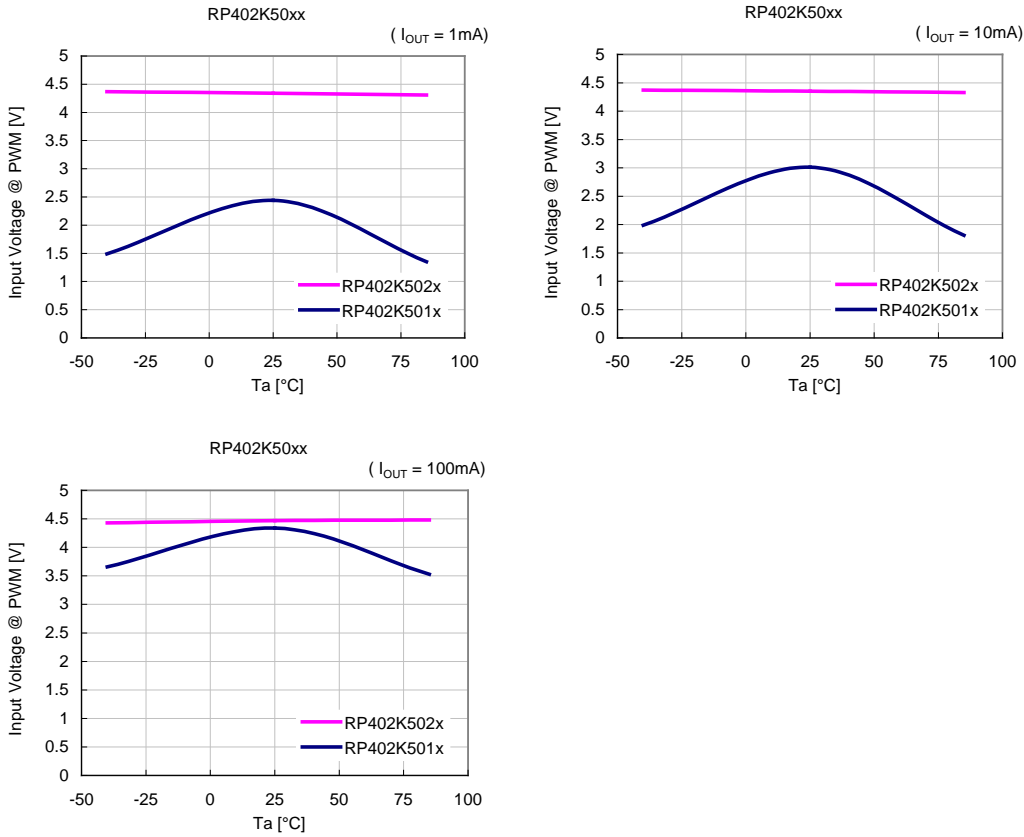 RP402K50xx
( IOUT = 1mA)
Input Voltage @ PWM [V]
5
4.5
4
3.5
3
2.5
2
1.5
1
0.5
0
RP402K502x
RP402K501x
-50 -25 0 25 50 75 100
Ta [°C]
RP402K50xx
( IOUT = 10mA)
Input Voltage @ PWM [V]
5
4.5
4
3.5
3
2.5
2
1.5
1
0.5
0
RP402K502x
RP402K501x
-50 -25 0 25 50 75 100
Ta [°C]
RP402K50xx
( IOUT = 100mA)
Input Voltage @ PWM [V]
5
4.5
4
3.5
3
2.5
2
1.5
1
0.5
0
RP402K502x
RP402K501x
-50 -25 0 25 50 75 100
Ta [°C]